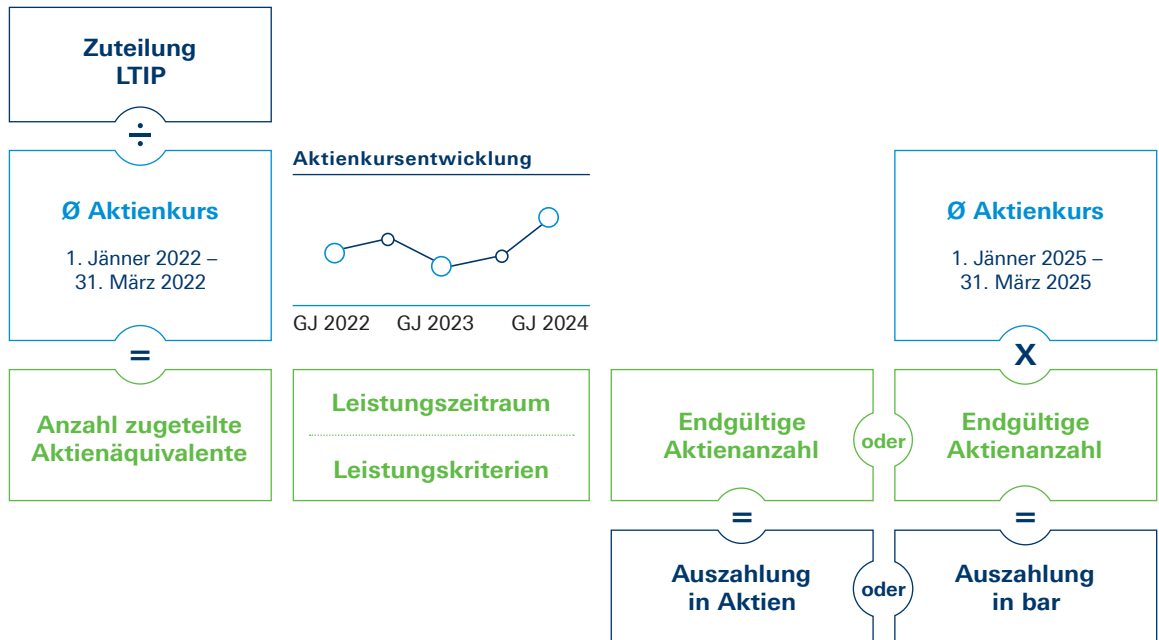 Zuteilung
LTIP
÷
Ø Aktienkurs
1. Jänner 2022 –
31. März 2022
=
Anzahl zugeteilte
Aktienäquivalente
Aktienkursentwicklung
GJ 2022 GJ 2023 GJ 2024
Leistungszeitraum
Leistungskriterien
Endgültige
Aktienanzahl
=
Auszahlung
in Aktien
oder
oder
Ø Aktienkurs
1. Jänner 2025 –
31. März 2025
X
Endgültige
Aktienanzahl
=
Auszahlung
in bar